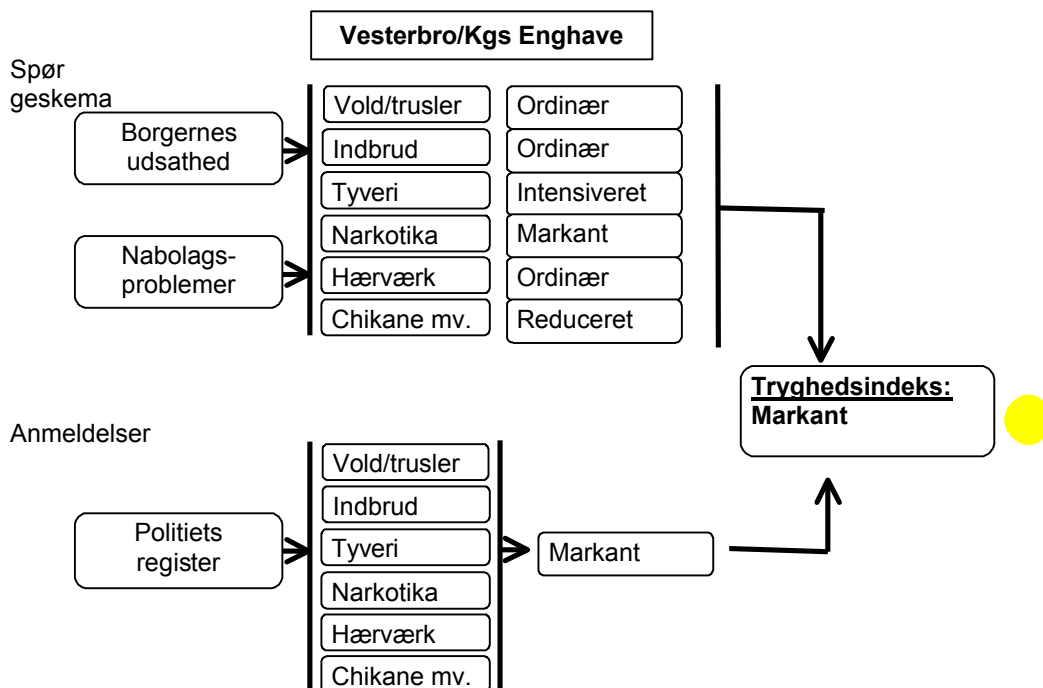 Vesterbro/Kgs Enghave
Spør
geskema
Borgernes
udsathed
Nabolags-
problemer
Vold/trusler
Ordinær
Indbrud
Ordinær
Tyveri
Intensiveret
Narkotika
Markant
Hærværk
Ordinær
Chikane mv.
Reduceret
Tryghedsindeks:
Markant
Anmeldelser
Politiets
register
Vold/trusler
Indbrud
Tyveri
Narkotika
Hærværk
Chikane mv.
Markant